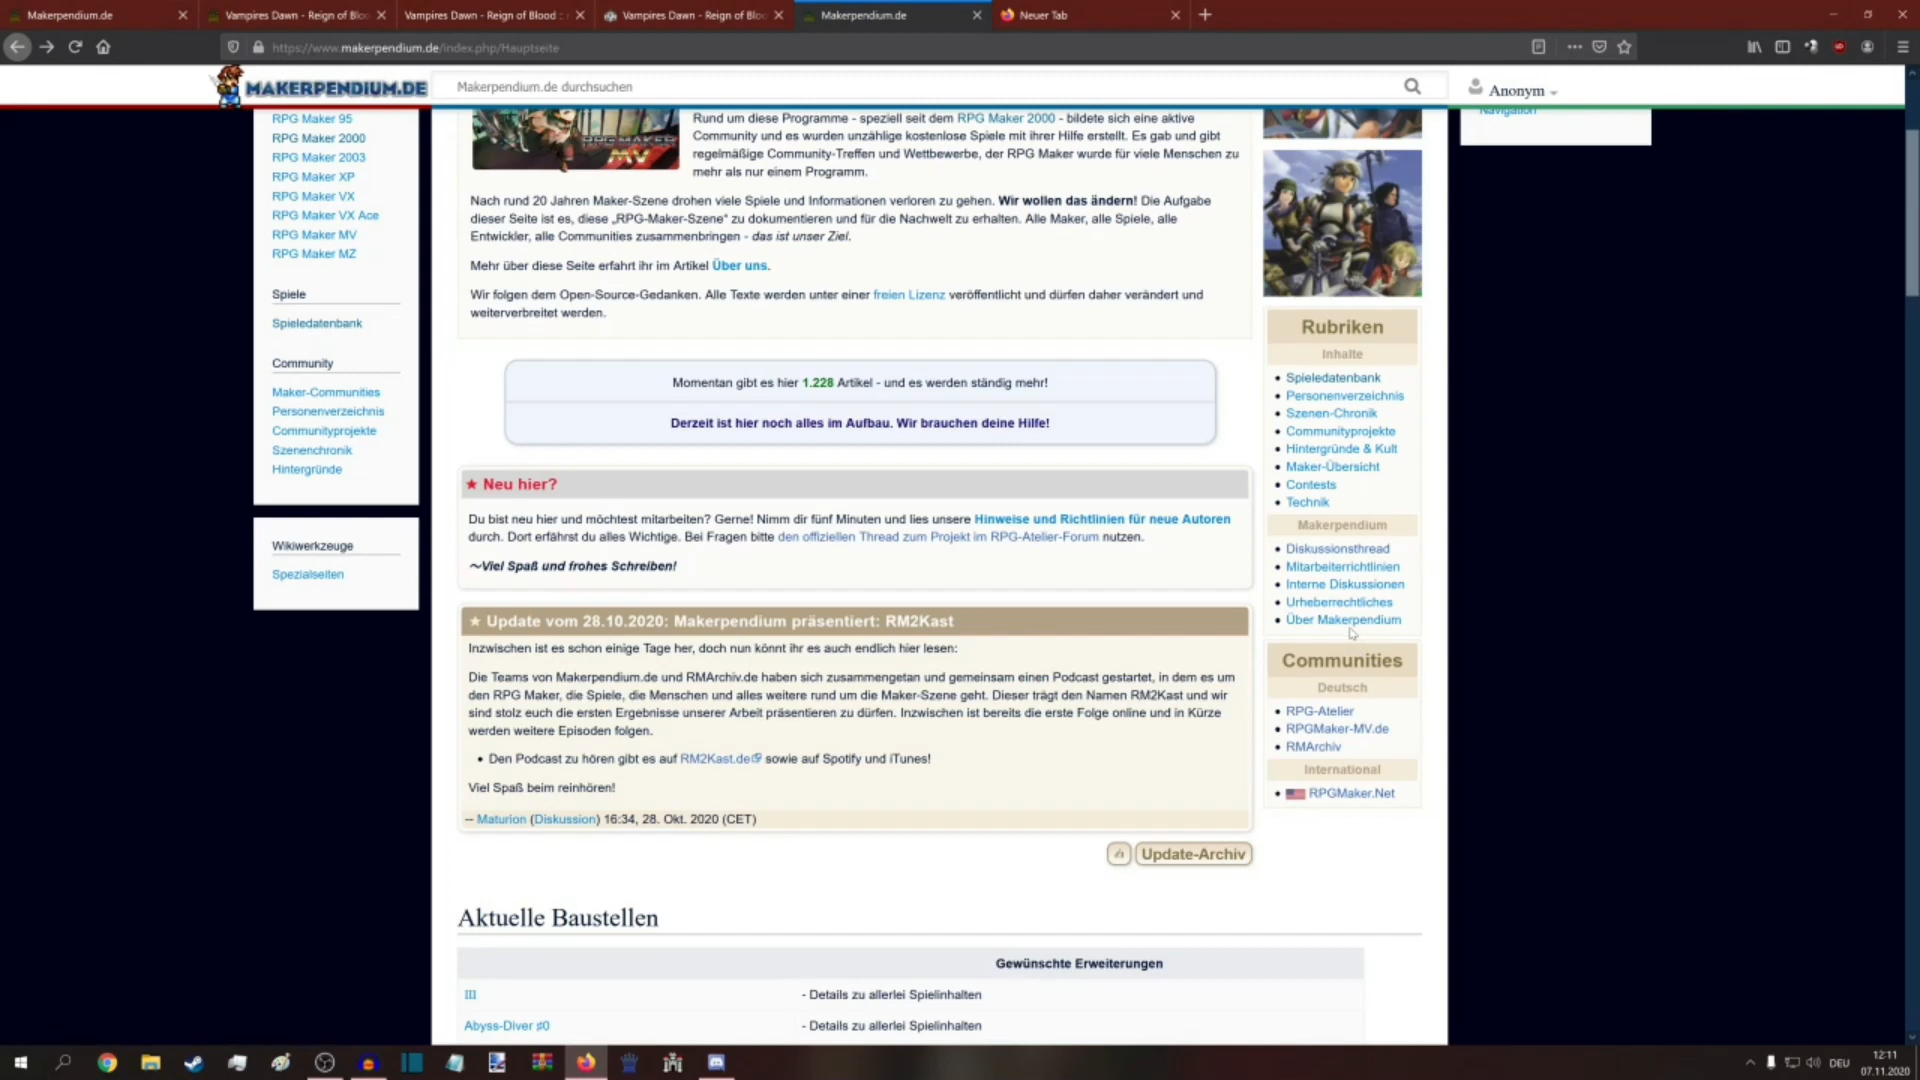 Makerpendium.de
Vampires Dawn - Reign of Bloo
Vampires Dawn - Reign of Blood ::
Vampires Dawn - Reign of Bloo
Makerpendium.de
Neuer Tab
https://www.makerpendium.de/index.php/Hauptseite
MAKERPENDIUM.DE
Makerpendium.de durchsuchen
Anonym
Navigation
RPG Maker 95
RPG Maker 2000
RPG Maker 2003
RPG Maker XP
RPG Maker VX
RPG Maker VX Ace
RPG Maker MV
RPG Maker MZ
Spiele
Spieledatenbank
Community
Maker-Communities
Personenverzeichnis
Communityprojekte
Szenenchronik
Hintergründe
Wikiwerkzeuge
Spezialseiten
RPG MAKER
MV
Rund um diese Programme - speziell seit dem RPG Maker 2000 - bildete sich eine aktive
Community und es wurden unzählige kostenlose Spiele mit ihrer Hilfe erstellt. Es gab und gibt
regelmäßige Community-Treffen und Wettbewerbe, der RPG Maker wurde für viele Menschen zu
mehr als nur einem Programm.
Nach rund 20 Jahren Maker-Szene drohen viele Spiele und Informationen verloren zu gehen. Wir wollen das ändern! Die Aufgabe
dieser Seite ist es, diese „RPG-Maker-Szene" zu dokumentieren und für die Nachwelt zu erhalten. Alle Maker, alle Spiele, alle
Entwickler, alle Communities zusammenbringen - das ist unser Ziel.
Mehr über diese Seite erfahrt ihr im Artikel Über uns.
Wir folgen dem Open-Source-Gedanken. Alle Texte werden unter einer freien Lizenz veröffentlicht und dürfen daher verändert und
weiterverbreitet werden.
Momentan gibt es hier 1.228 Artikel - und es werden ständig mehr!
Derzeit ist hier noch alles im Aufbau. Wir brauchen deine Hilfe!
★ Neu hier?
Du bist neu hier und möchtest mitarbeiten? Gerne! Nimm dir fünf Minuten und lies unsere Hinweise und Richtlinien für neue Autoren
durch. Dort erfährst du alles Wichtige. Bei Fragen bitte den offiziellen Thread zum Projekt im RPG-Atelier-Forum nutzen.
~Viel Spaß und frohes Schreiben!
★ Update vom 28.10.2020: Makerpendium präsentiert: RM2Kast
Inzwischen ist es schon einige Tage her, doch nun könnt ihr es auch endlich hier lesen:
Die Teams von Makerpendium.de und RMArchiv.de haben sich zusammengetan und gemeinsam einen Podcast gestartet, in dem es um
den RPG Maker, die Spiele, die Menschen und alles weitere rund um die Maker-Szene geht. Dieser trägt den Namen RM2Kast und wir
sind stolz euch die ersten Ergebnisse unserer Arbeit präsentieren zu dürfen. Inzwischen ist bereits die erste Folge online und in Kürze
werden weitere Episoden folgen.
• Den Podcast zu hören gibt es auf RM2Kast.de sowie auf Spotify und iTunes!
Viel Spaß beim reinhören!
-- Maturion (Diskussion) 16:34, 28. Okt. 2020 (CET)
Update-Archiv
Aktuelle Baustellen
Gewünschte Erweiterungen
III
- Details zu allerlei Spielinhalten
Abyss-Diver #0
- Details zu allerlei Spielinhalten
Rubriken
Inhalte
• Spieledatenbank
• Personenverzeichnis
• Szenen-Chronik
• Communityprojekte
• Hintergründe & Kult
• Maker-Übersicht
• Contests
• Technik
Makerpendium
• Diskussionsthread
• Mitarbeiterrichtlinien
• Interne Diskussionen
• Urheberrechtliches
• Über Makerpendium
Communities
Deutsch
• RPG-Atelier
• RPGMaker-MV.de
• RMArchiv
International
• RPGMaker.Net
DEU
12:11
07.11.2020